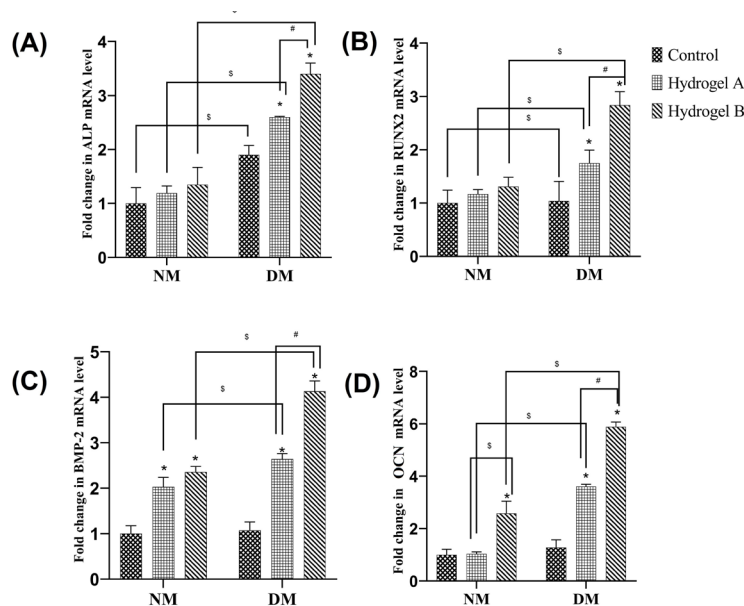 (A)
Fold change in ALP mRNA level
4
3
2
1
0
NM
DM
$
$
#
*
*
(B)
Fold change in RUNX2 mRNA level
4
3
2
1
0
NM
DM
$
$
$
#
*
*
Control
Hydrogel A
Hydrogel B
(C)
Fold change in BMP-2 mRNA level
5
4
3
2
1
0
NM
DM
$
$
#
*
*
*
*
(D)
Fold change in OCN mRNA level
8
6
4
2
0
NM
DM
$
$
$
#
*
*
*